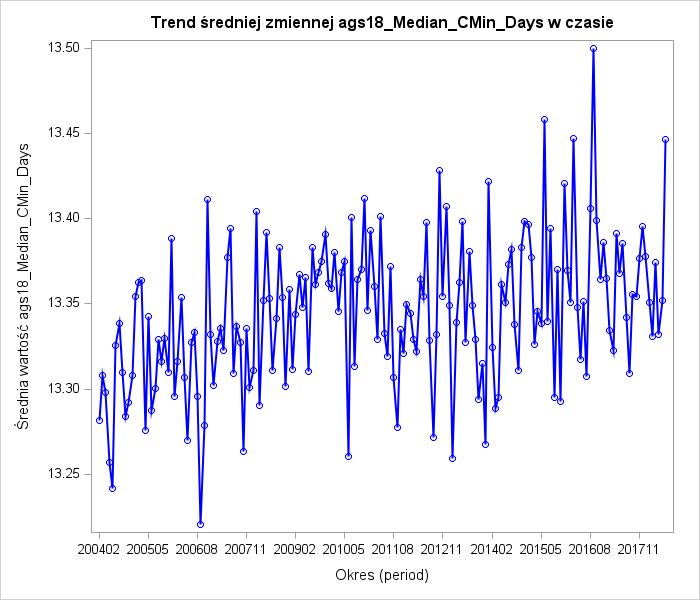 Trend średniej zmiennej ags18_Median_CMin_Days w czasie
Średnia wartość ags18_Median_CMin_Days
13.50
13.45
13.40
13.35
13.30
13.25
200402 200505 200608 200711 200902 201005 201108 201211 201402 201505 201608 201711
Okres (period)